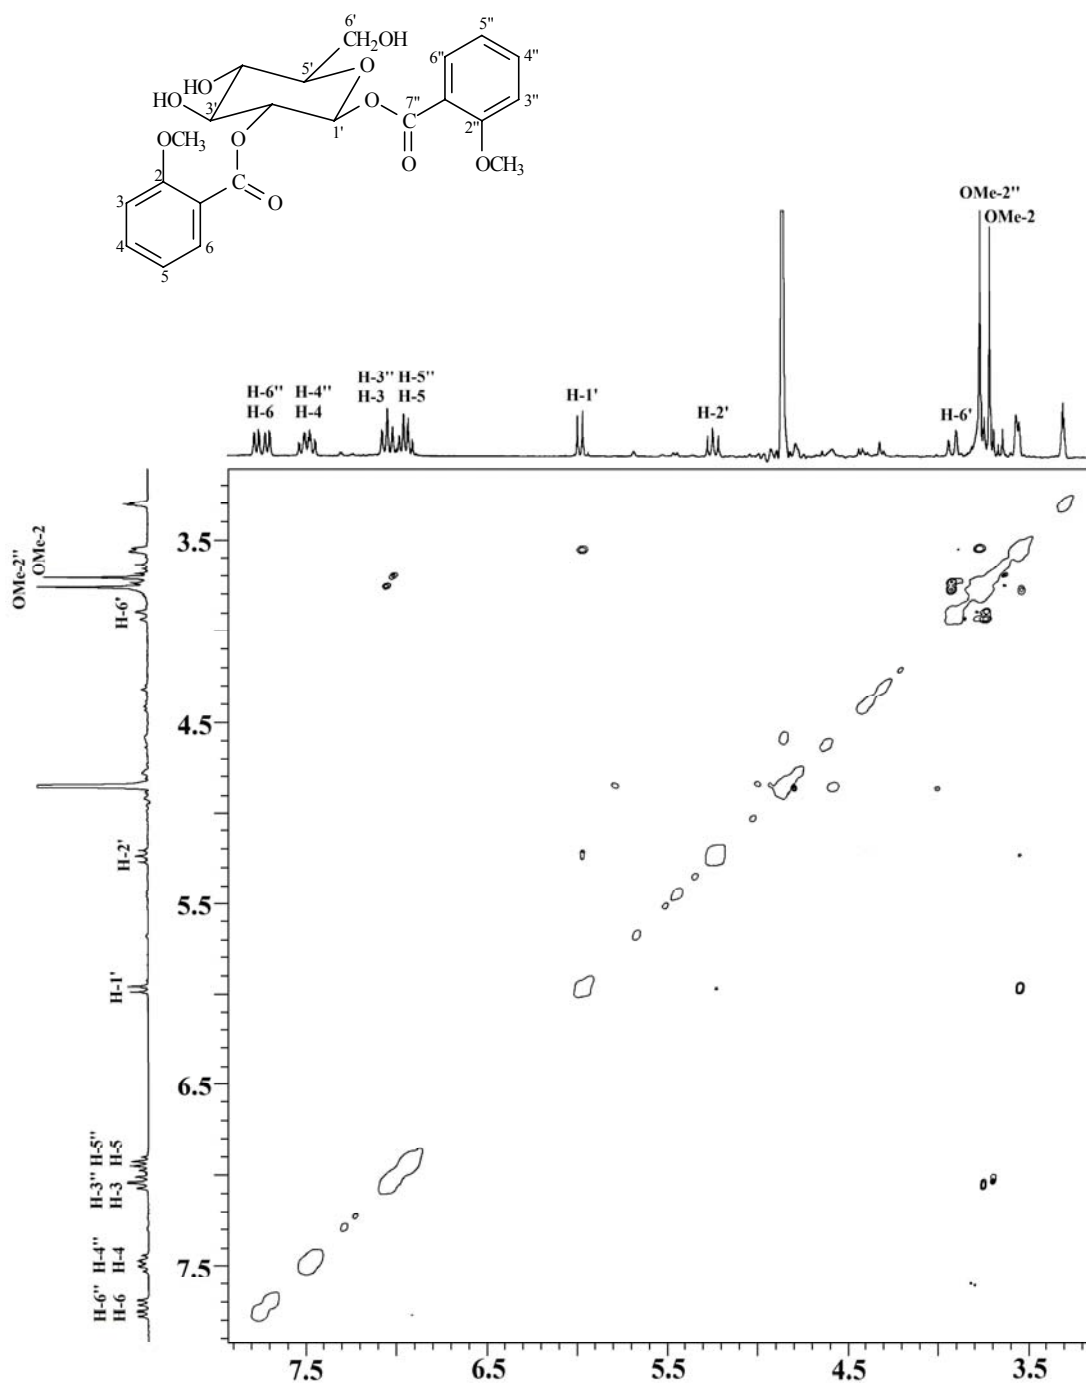 6'
CH₂OH
5"
6"
4"
5'
O
HO
HO
3'
O
7"
C
3"
1'
2"
OCH₃
O
O
OCH₃
2
C
O
3
4
6
5
OMe-2"
OMe-2
H-6" H-4" H-3" H-5"
H-6 H-4 H-3 H-5
H-1'
H-2'
H-6'
OMe-2"
OMe-2
H-6'
H-2'
H-1'
H-5"
H-5
H-3"
H-3
H-4"
H-4
H-6"
H-6
3.5
4.5
5.5
6.5
7.5
7.5 6.5 5.5 4.5 3.5